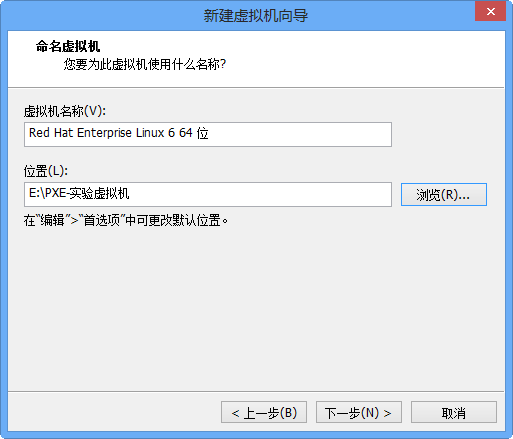 新建虚拟机向导
命名虚拟机
您要为此虚拟机使用什么名称?
虚拟机名称(V):
Red Hat Enterprise Linux 6 64 位
位置(L):
E:\PXE-实验虚拟机
浏览(R)...
在“编辑”>“首选项”中可更改默认位置。
< 上一步(B)
下一步(N) >
取消